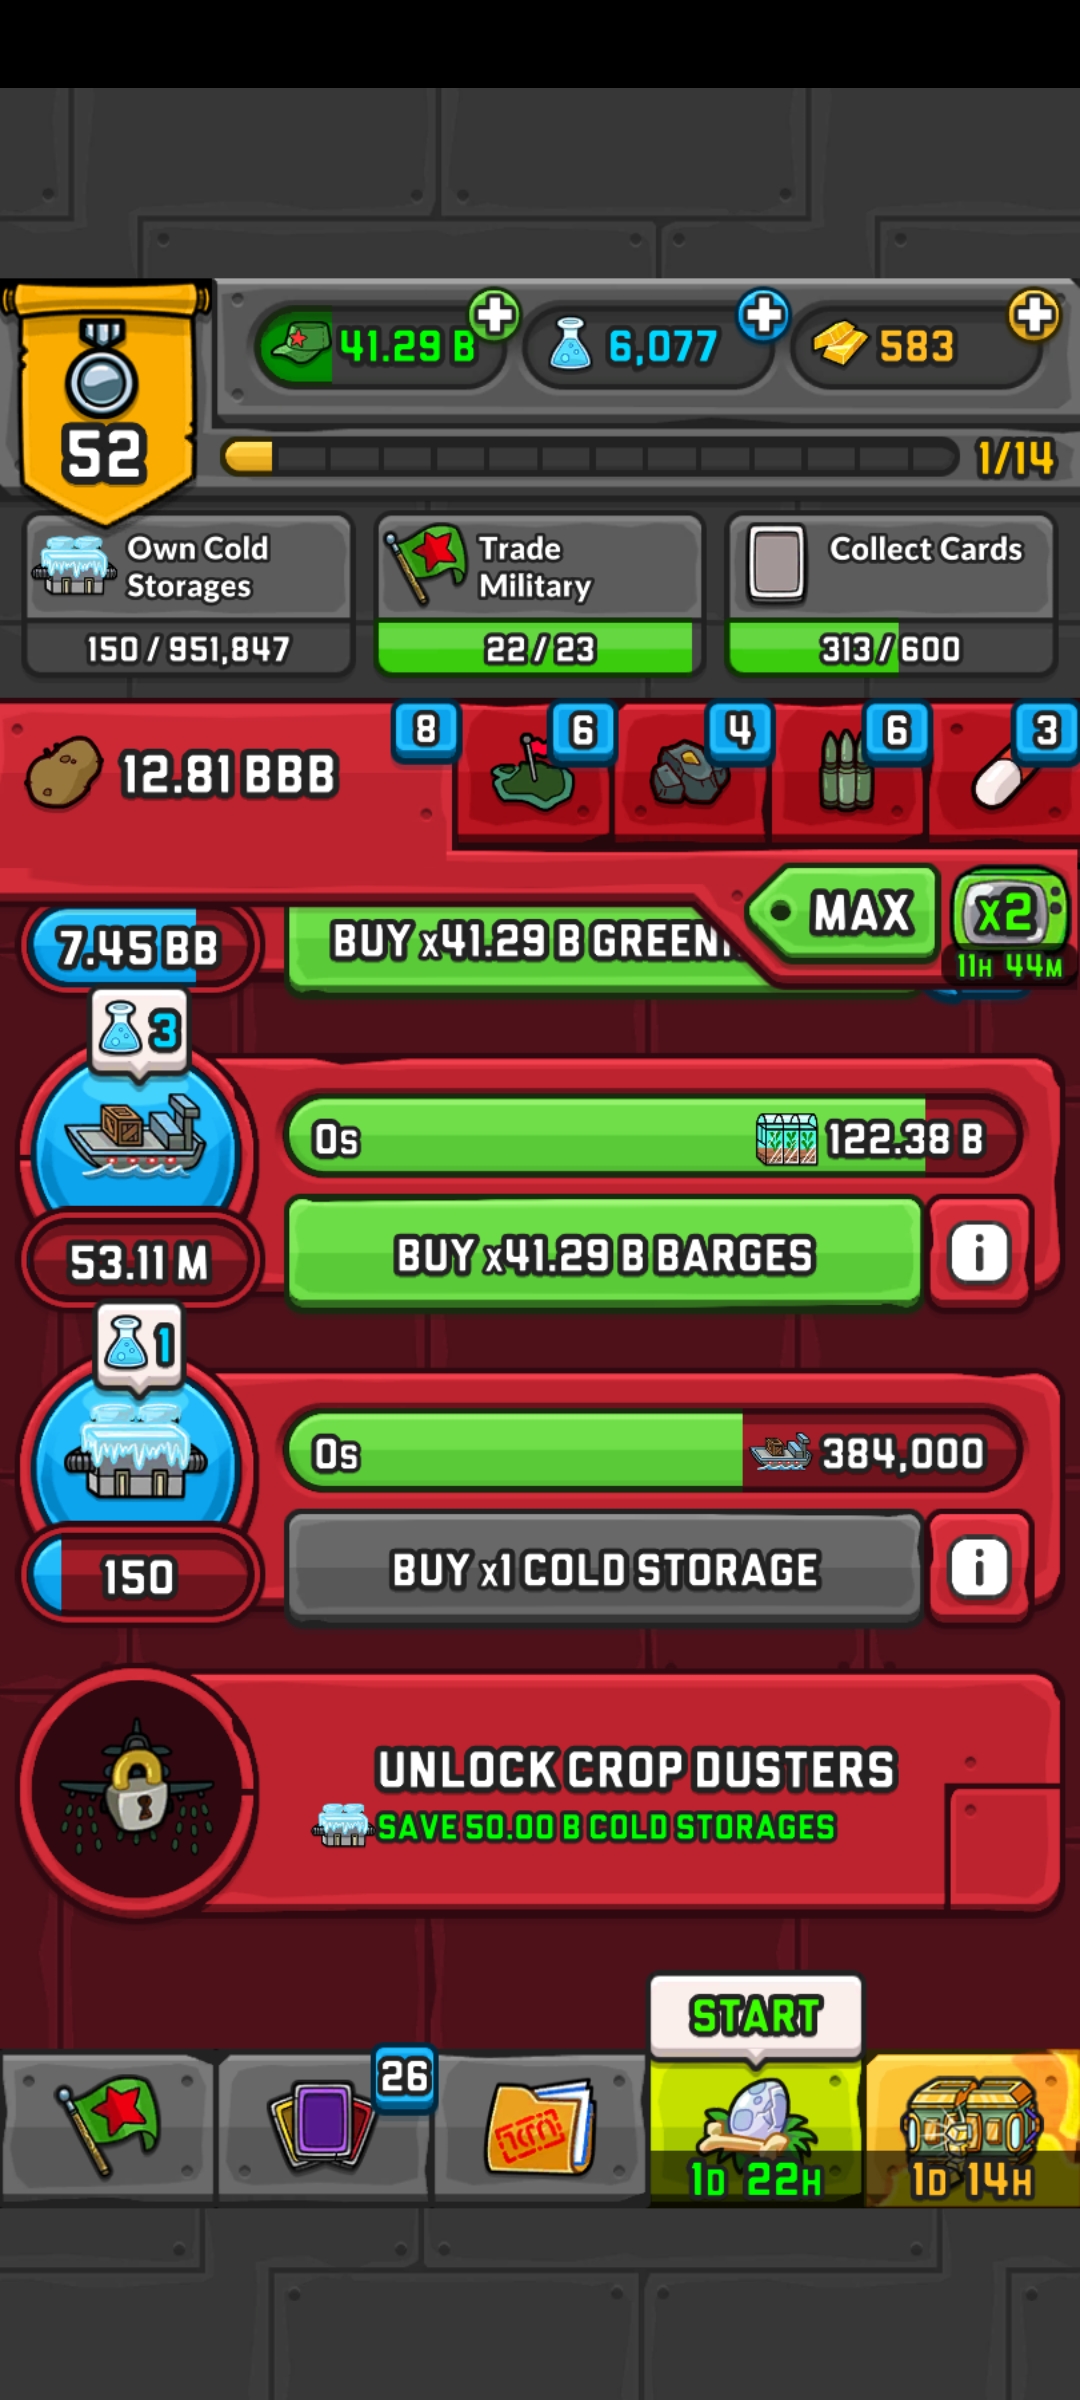 41.29 B
6,077
583
52
1/14
Own Cold
Storages
150 / 951,847
Trade
Military
22 / 23
Collect Cards
313 / 600
12.81 BBB
8
6
4
6
3
MAX
x2
11H 44M
7.45 BB
BUY x41.29 B
3
0s
122.38 B
53.11 M
BUY x41.29 B BARGES
i
1
0s
384,000
150
BUY x1 COLD STORAGE
i
UNLOCK CROP DUSTERS
SAVE 50.00 B COLD STORAGES
START
26
1D 22H
1D 14H